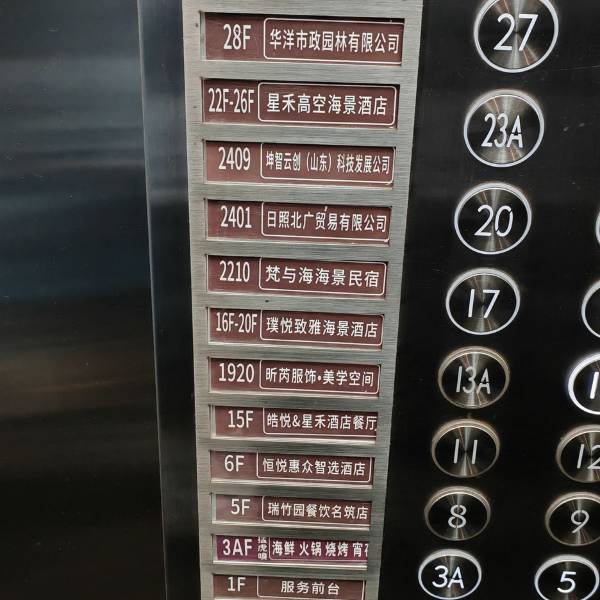 28F 华洋市政园林有限公司
22F-26F 星禾高空海景酒店
2409 坤智云创（山东）科技发展公司
2401 日照北广贸易有限公司
2210 梵与海海景民宿
16F-20F 璞悦致雅海景酒店
1920 昕芮服饰•美学空间
15F 皓悦&星禾酒店餐厅
6F 恒悦惠众智选酒店
5F 瑞竹园餐饮名筑店
3AF 海鲜 火锅 烧烤
1F 服务前台
27
23A
20
17
13A
11 12
8 9
3A 5